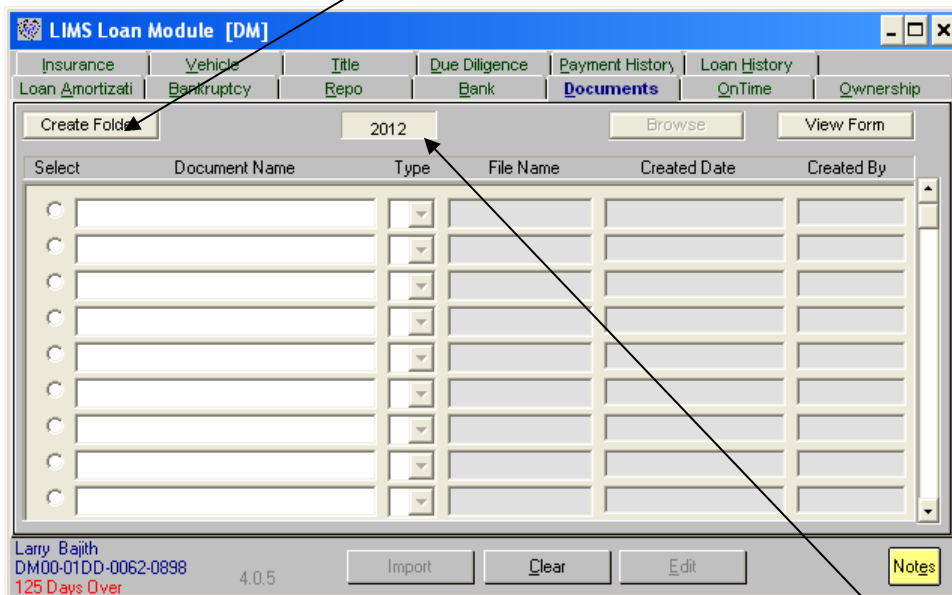 LIMS Loan Module [DM]
Insurance Vehicle Title Due Diligence Payment History Loan History
Loan Amortizati Bankruptcy Repo Bank Documents OnTime Ownership
Create Folder 2012 Browse View Form
Select Document Name Type File Name Created Date Created By
Larry Bajith
DM00-01DD-0062-0898
125 Days Over
4.0.5 Import Clear Edit Notes